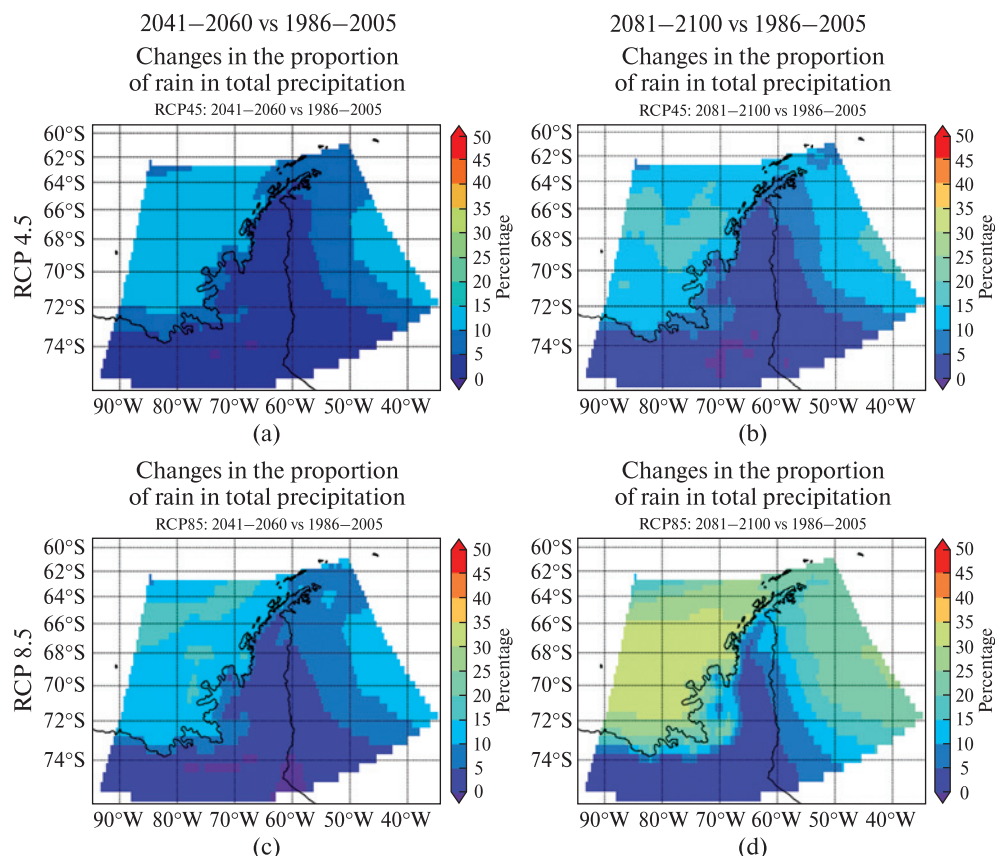 2041–2060 vs 1986–2005
Changes in the proportion
of rain in total precipitation
RCP45: 2041–2060 vs 1986–2005
RCP 4.5
60°S
62°S
64°S
66°S
68°S
70°S
72°S
74°S
90°W 80°W 70°W 60°W 50°W 40°W
50
45
40
35
30
25
20
15
10
5
0
Percentage
(a)
2081–2100 vs 1986–2005
Changes in the proportion
of rain in total precipitation
RCP45: 2081–2100 vs 1986–2005
60°S
62°S
64°S
66°S
68°S
70°S
72°S
74°S
90°W 80°W 70°W 60°W 50°W 40°W
50
45
40
35
30
25
20
15
10
5
0
Percentage
(b)
Changes in the proportion
of rain in total precipitation
RCP85: 2041–2060 vs 1986–2005
RCP 8.5
60°S
62°S
64°S
66°S
68°S
70°S
72°S
74°S
90°W 80°W 70°W 60°W 50°W 40°W
50
45
40
35
30
25
20
15
10
5
0
Percentage
(c)
Changes in the proportion
of rain in total precipitation
RCP85: 2081–2100 vs 1986–2005
60°S
62°S
64°S
66°S
68°S
70°S
72°S
74°S
90°W 80°W 70°W 60°W 50°W 40°W
50
45
40
35
30
25
20
15
10
5
0
Percentage
(d)